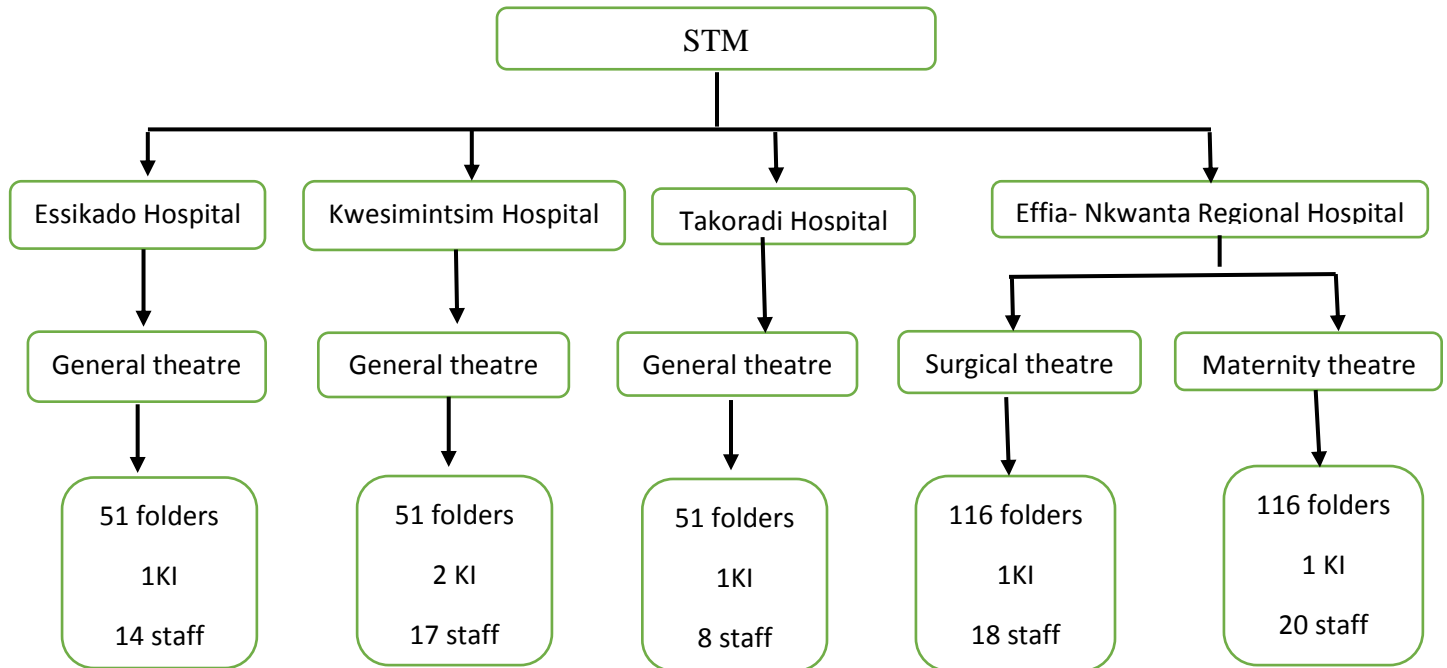 STM
Essikado Hospital
Kwesimintsim Hospital
Takoradi Hospital
Effia- Nkwanta Regional Hospital
General theatre
General theatre
General theatre
Surgical theatre
Maternity theatre
51 folders
1KI
14 staff
51 folders
2 KI
17 staff
51 folders
1KI
8 staff
116 folders
1KI
18 staff
116 folders
1 KI
20 staff